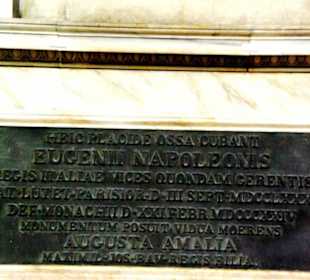 HEIC PLACIDE OSSA CUBANT
EUGENII NAPOLEONIS
REGIS ITALIAE VICES QUONDAM GERENTIS
NAT. LUTET. PARISIOR. D. III SEPT. MDCCLXXXI
DEF. MONACHII D. XXI FEBR. MDCCCXXIV
MONUMENTUM POSUIT VIDUA MOERENS
AUGUSTA AMALIA
MAXIMIL. JOS. BAV. REGIS FILIA